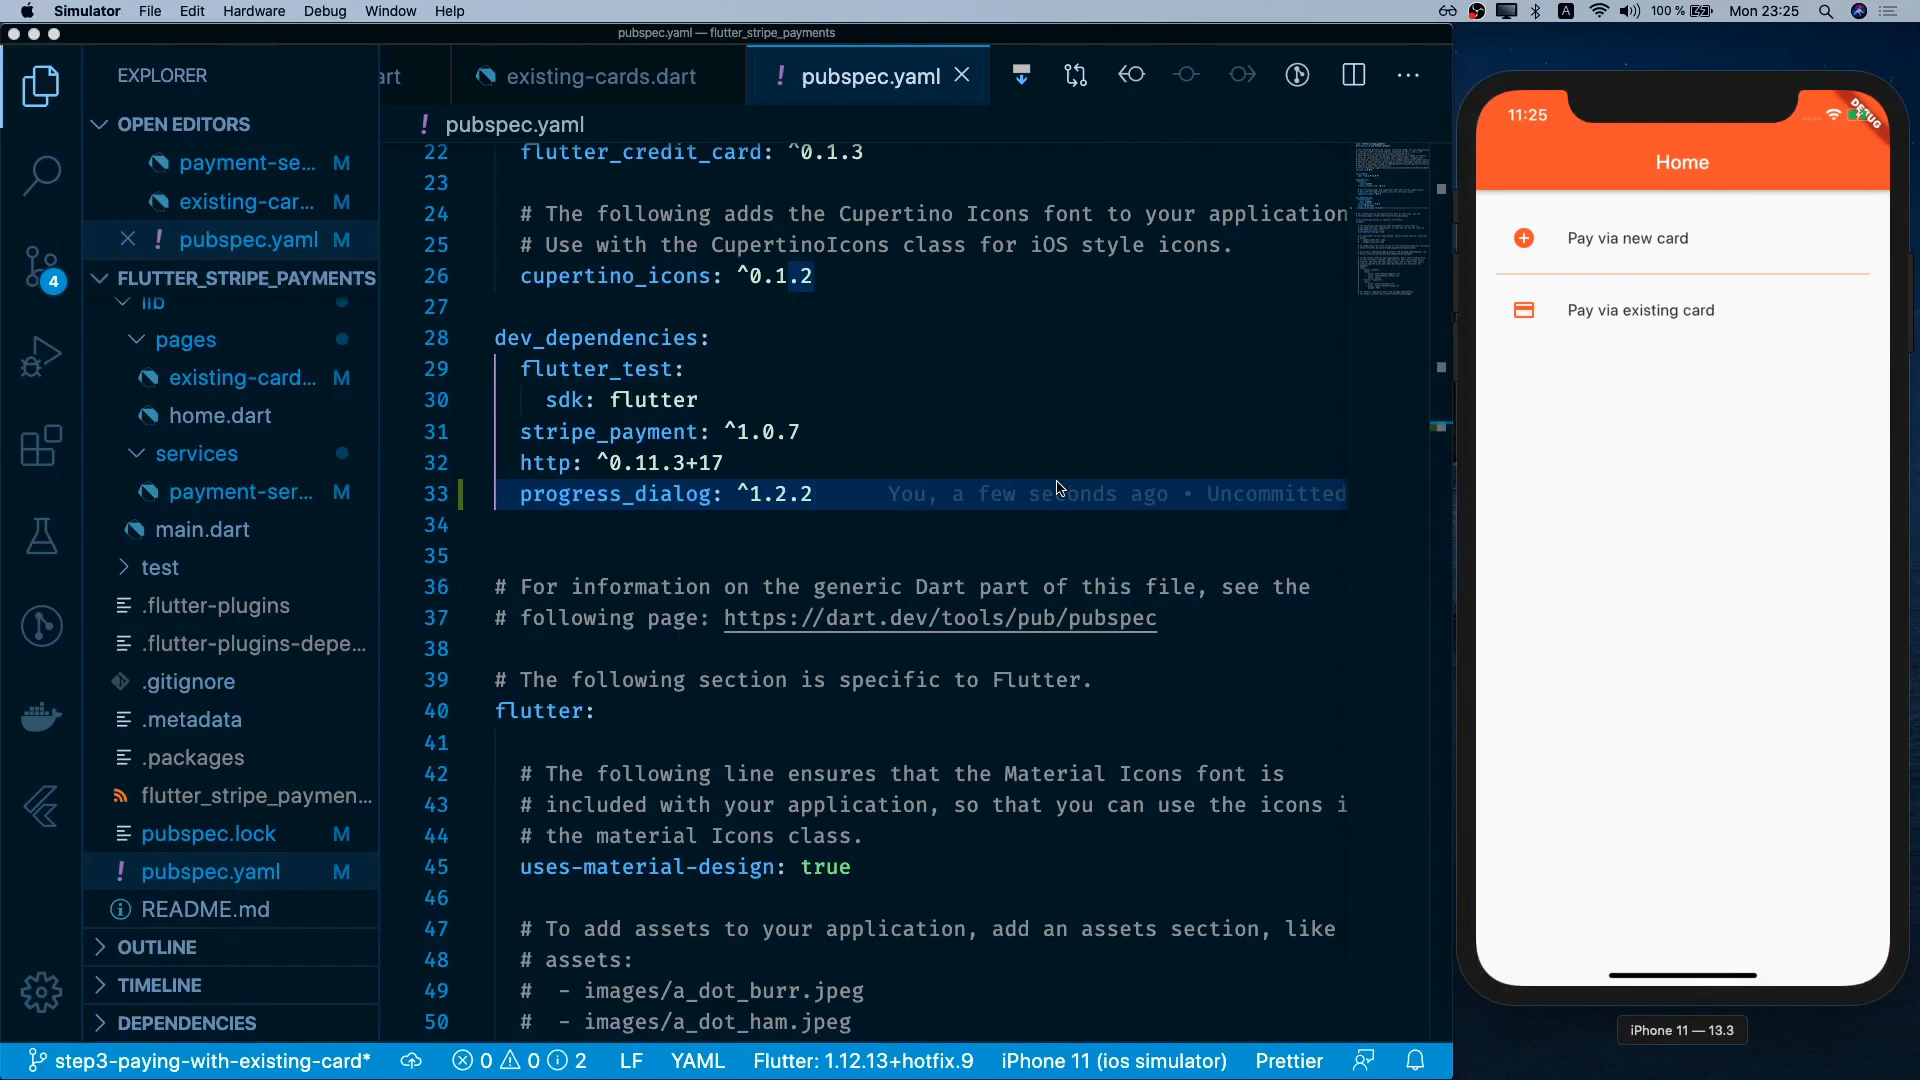 Simulator File Edit Hardware Debug Window Help
A 100 % Mon 23:25
pubspec.yaml — flutter_stripe_payments
EXPLORER
OPEN EDITORS
payment-se... M
existing-car... M
pubspec.yaml M
FLUTTER_STRIPE_PAYMENTS
lib
pages
existing-card... M
home.dart
services
payment-ser... M
main.dart
test
.flutter-plugins
.flutter-plugins-depe...
.gitignore
.metadata
.packages
flutter_stripe_paymen...
pubspec.lock M
pubspec.yaml M
README.md
OUTLINE
TIMELINE
DEPENDENCIES
4
art existing-cards.dart ! pubspec.yaml
! pubspec.yaml
22 flutter_credit_card: ^0.1.3
23
24 # The following adds the Cupertino Icons font to your application
25 # Use with the CupertinoIcons class for iOS style icons.
26 cupertino_icons: ^0.1.2
27
28 dev_dependencies:
29 flutter_test:
30 sdk: flutter
31 stripe_payment: ^1.0.7
32 http: ^0.11.3+17
33 progress_dialog: ^1.2.2 You, a few seconds ago • Uncommitted
34
35
36 # For information on the generic Dart part of this file, see the
37 # following page: https://dart.dev/tools/pub/pubspec
38
39 # The following section is specific to Flutter.
40 flutter:
41
42 # The following line ensures that the Material Icons font is
43 # included with your application, so that you can use the icons i
44 # the material Icons class.
45 uses-material-design: true
46
47 # To add assets to your application, add an assets section, like
48 # assets:
49 # - images/a_dot_burr.jpeg
50 # - images/a_dot_ham.jpeg
step3-paying-with-existing-card* 0 0 2 LF YAML Flutter: 1.12.13+hotfix.9 iPhone 11 (ios simulator) Prettier
11:25
DEBUG
Home
Pay via new card
Pay via existing card
iPhone 11 — 13.3